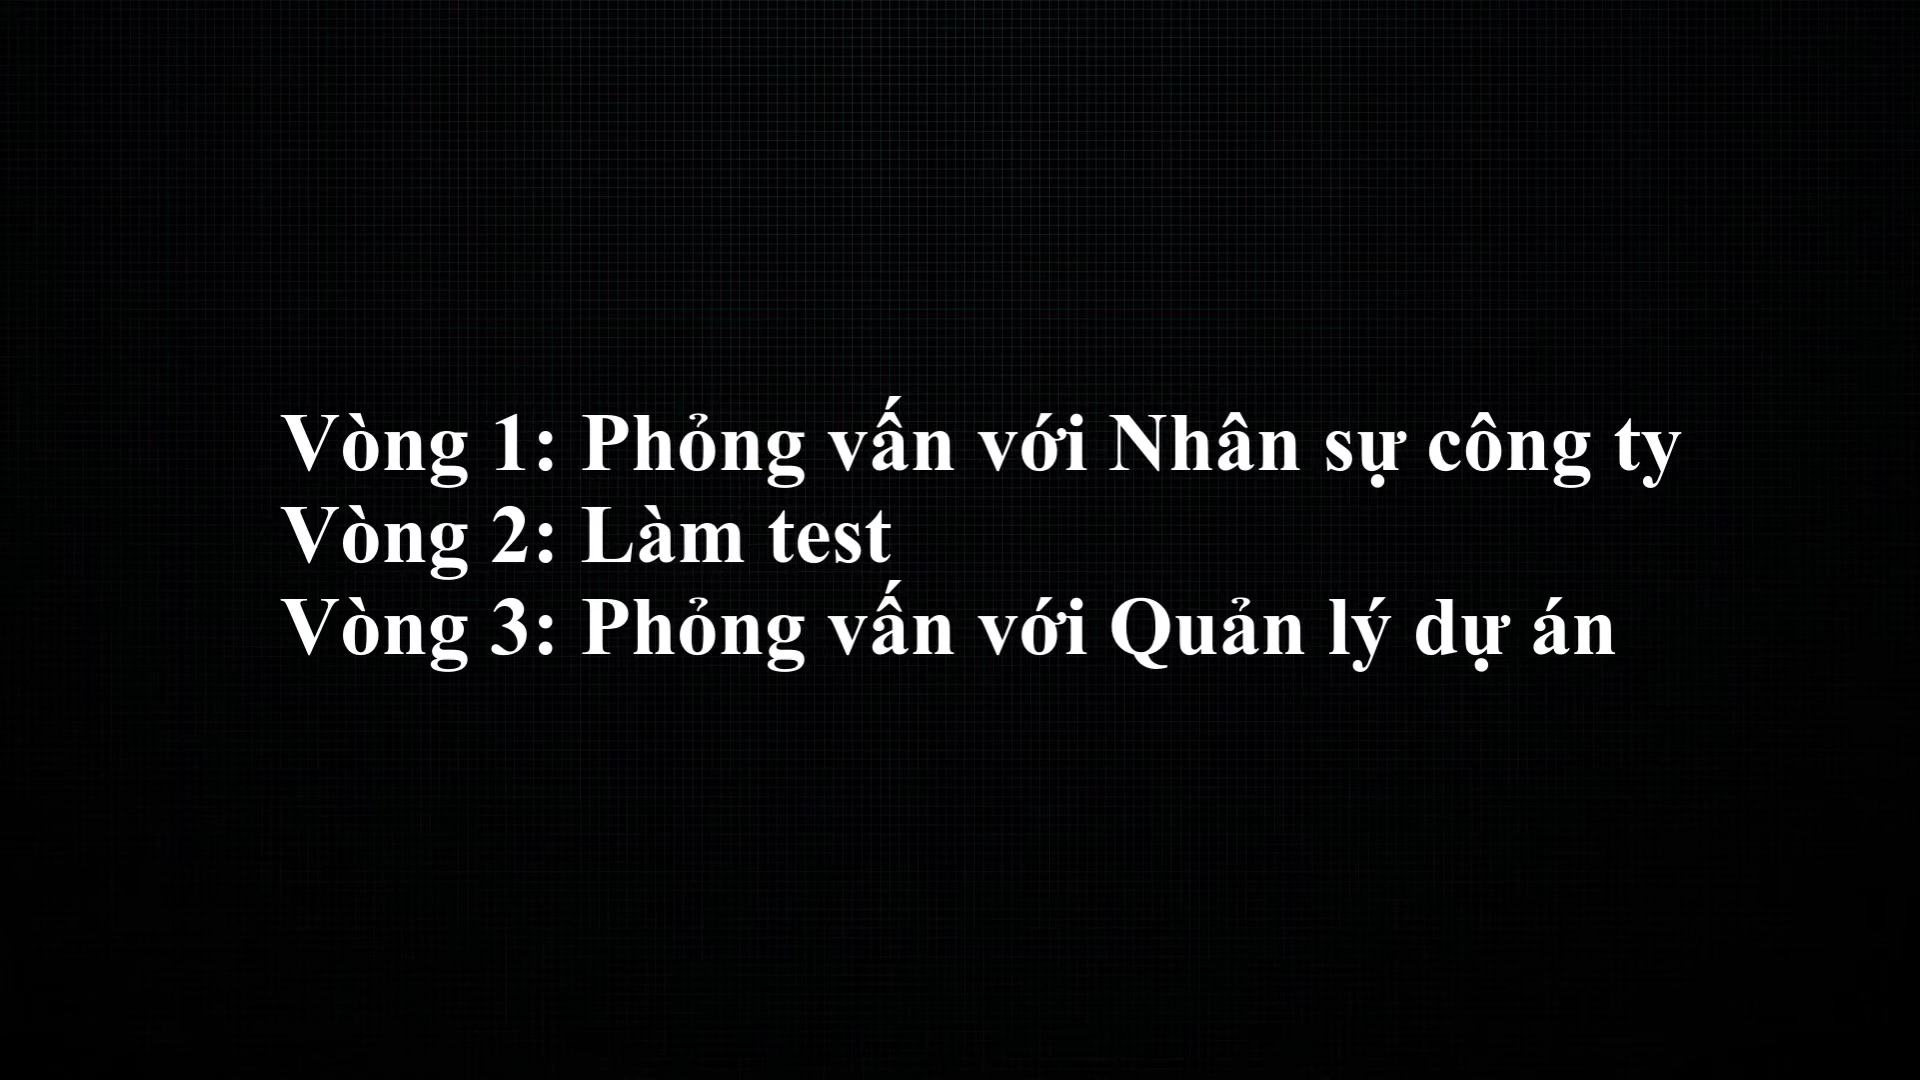 Vòng 1: Phỏng vấn với Nhân sự công ty
Vòng 2: Làm test
Vòng 3: Phỏng vấn với Quản lý dự án